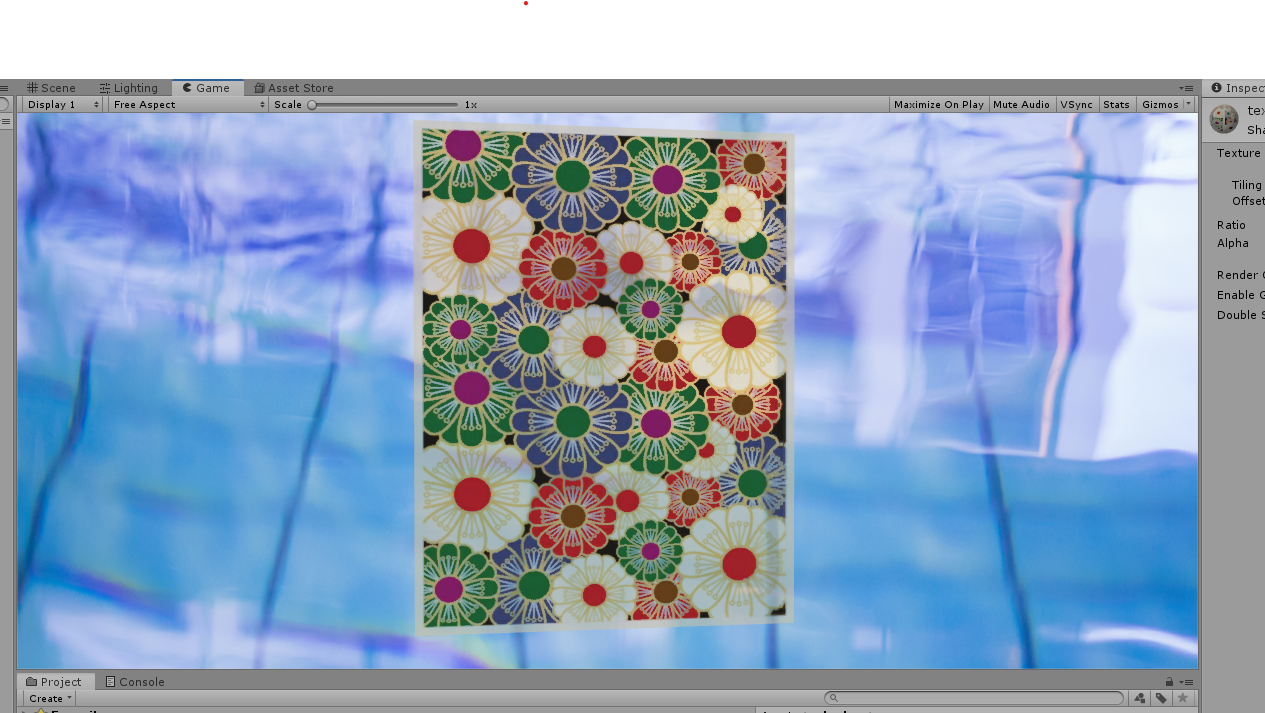 Scene Lighting Game Asset Store
Display 1 Free Aspect Scale 1x Maximize On Play Mute Audio VSync Stats Gizmos
Inspec
tex
Sha
Texture
Tiling
Offset
Ratio
Alpha
Render
Enable
Double S
Project Console
Create